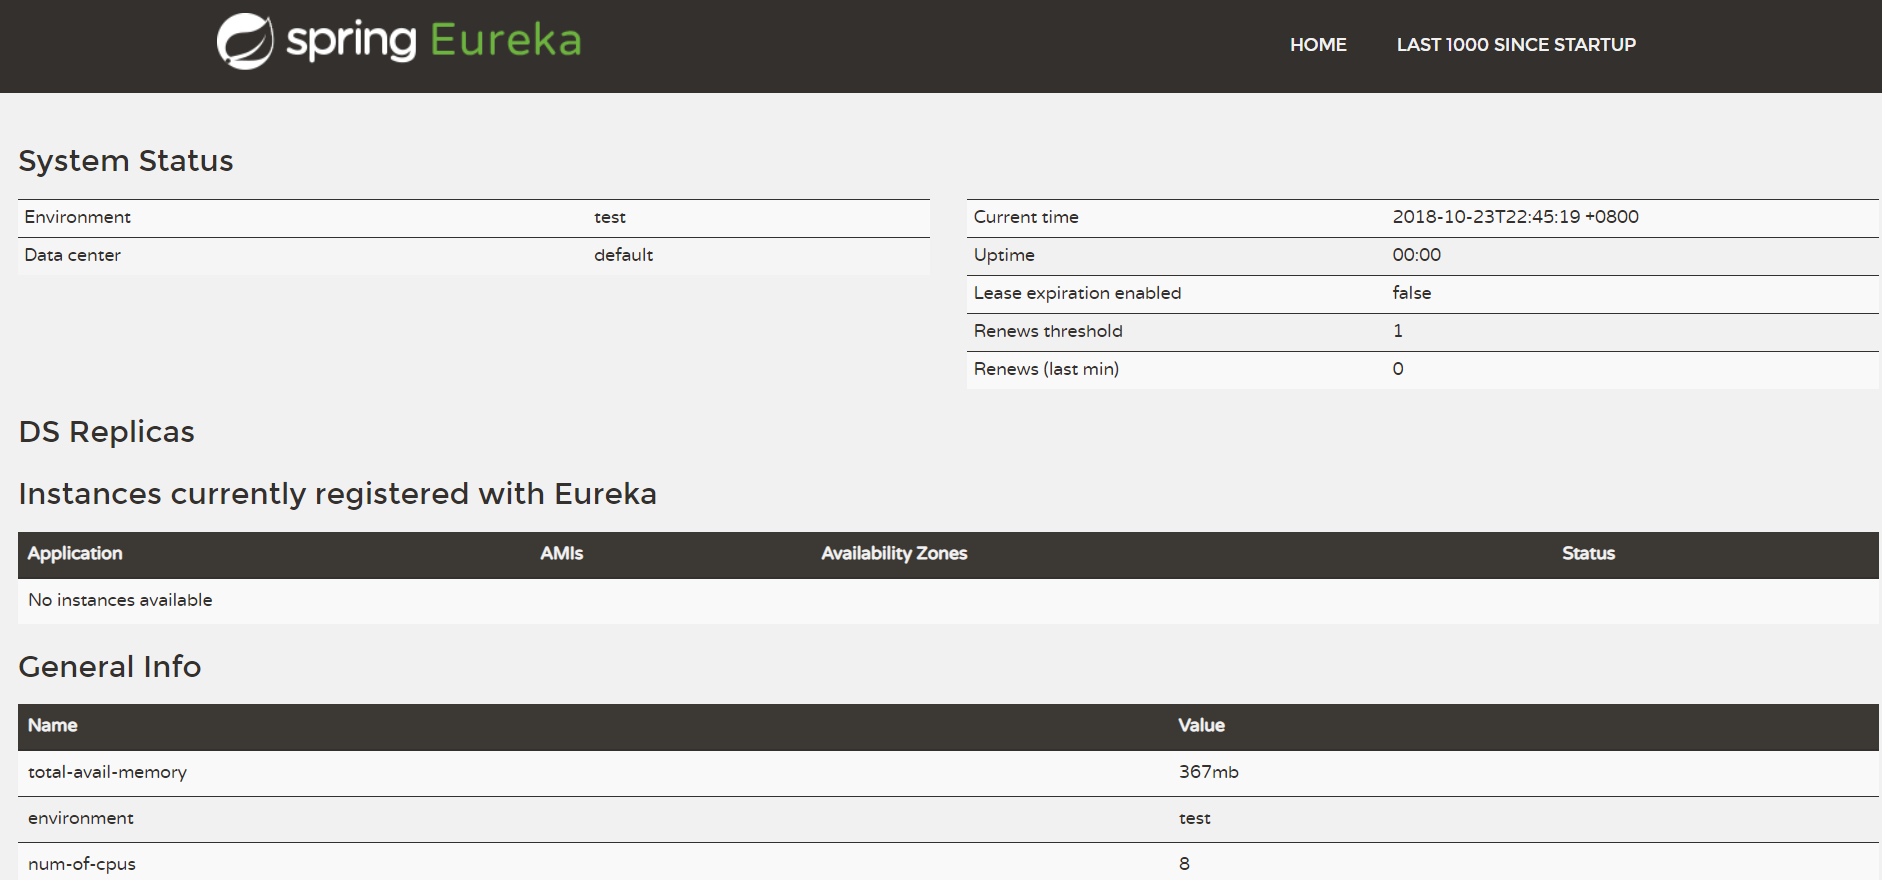 spring Eureka
HOME LAST 1000 SINCE STARTUP
System Status
Environment test
Data center default
Current time 2018-10-23T22:45:19 +0800
Uptime 00:00
Lease expiration enabled false
Renews threshold 1
Renews (last min) 0
DS Replicas
Instances currently registered with Eureka
Application AMIs Availability Zones Status
No instances available
General Info
Name Value
total-avail-memory 367mb
environment test
num-of-cpus 8